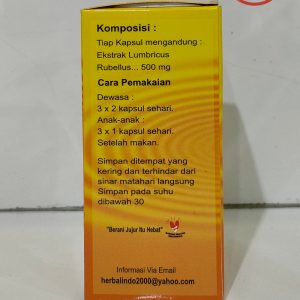 Komposisi :
Tiap Kapsul mengandung :
Ekstrak Lumbricus
Rubellus... 500 mg
Cara Pemakaian
Dewasa :
3 x 2 kapsul sehari.
Anak-anak :
3 x 1 kapsul sehari.
Setelah makan.
Simpan ditempat yang
kering dan terhindar dari
sinar matahari langsung
Simpan pada suhu
dibawah 30
"Berani Jujur Itu Hebat"
Informasi Via Email
herbalindo2000@yahoo.com